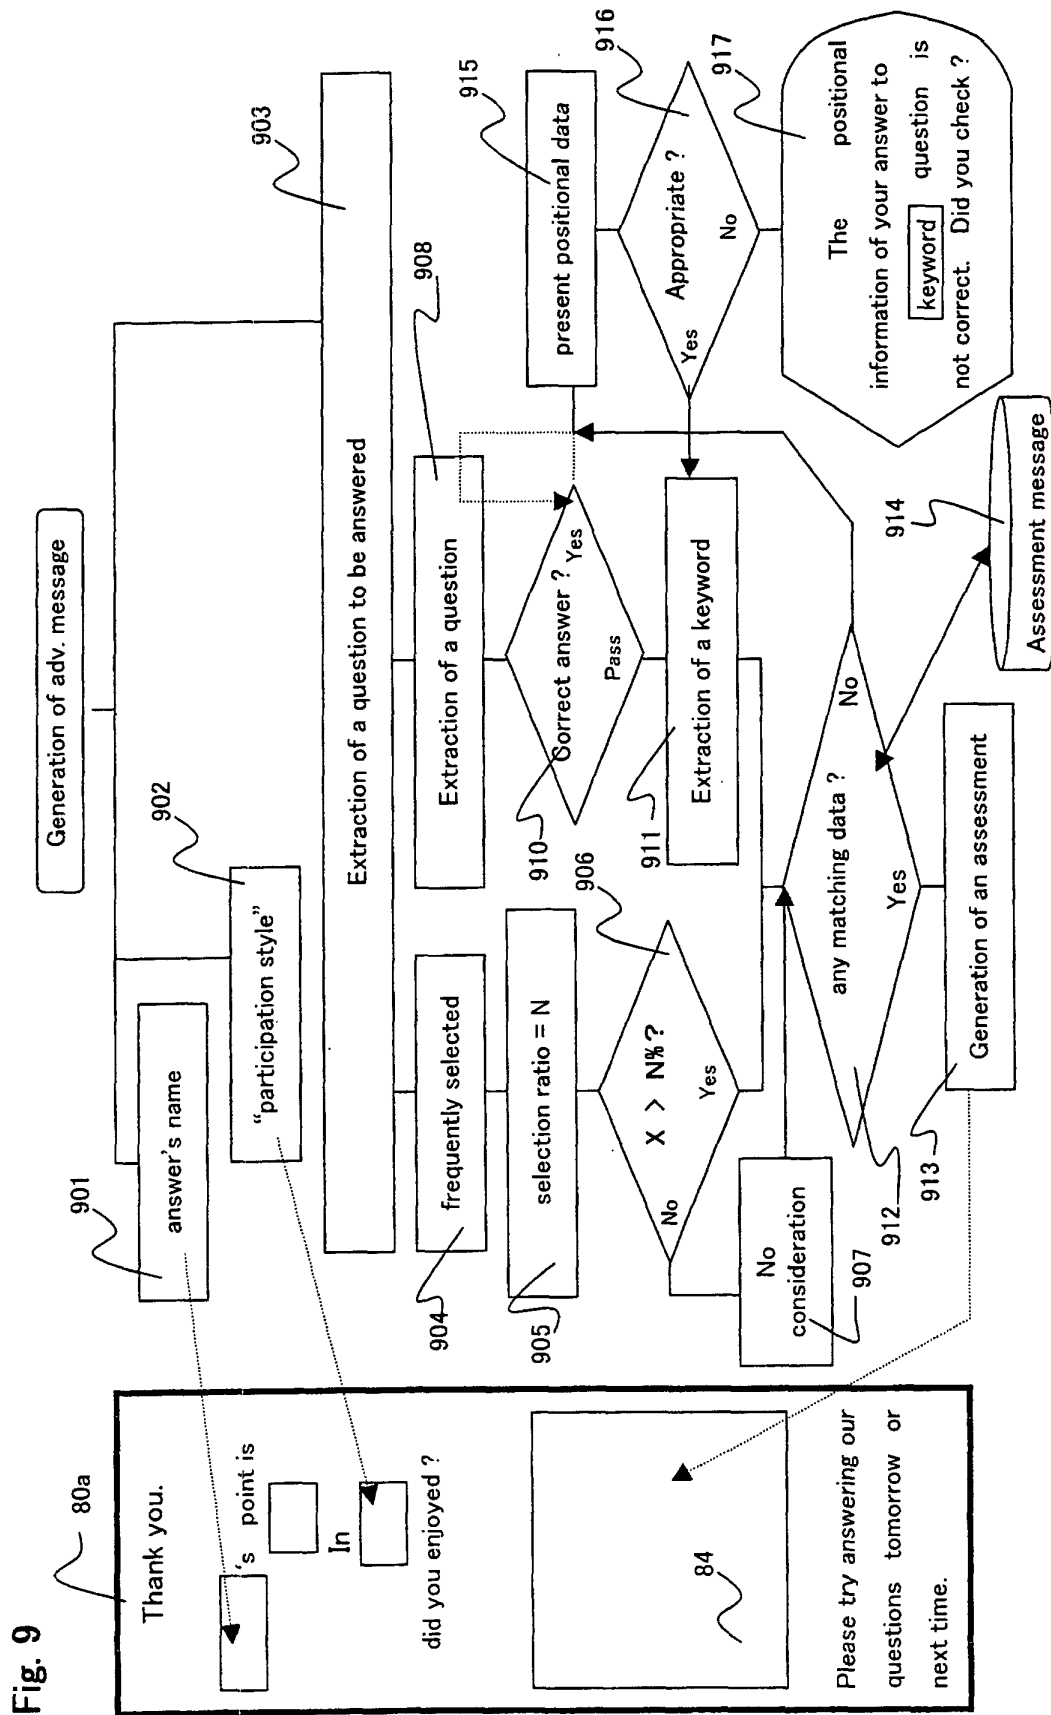 Fig. 9
80a
Thank you.
's point is
In
did you enjoyed ?
84
Please try answering our
questions tomorrow or
next time.
Generation of adv. message
901
answer's name
902
"participation style"
903
Extraction of a question to be answered
904
frequently selected
905
selection ratio = N
906
X > N%?
No
Yes
No
consideration
907
908
Extraction of a question
910
Correct answer ?
Yes
Pass
911
Extraction of a keyword
912
any matching data ?
No
Yes
913
Generation of an assessment
914
Assessment message
915
present positional data
916
Appropriate ?
Yes
No
917
The positional
information of your answer to
keyword question is
not correct. Did you check ?